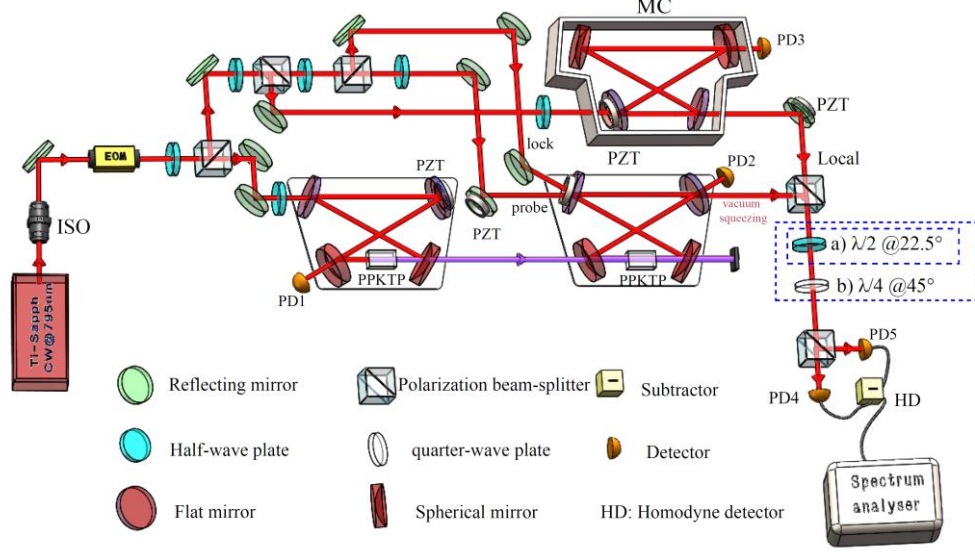 MC
PD3
PZT
EOM
lock
PZT
Local
ISO
PZT
PD2
probe
vacuum
squeezing
PZT
a) λ/2 @22.5°
PPKTP
PPKTP
b) λ/4 @45°
PD1
Ti-Sapph
CW@795nm
PD5
PD4
HD
Reflecting mirror
Polarization beam-splitter
Subtractor
Half-wave plate
quarter-wave plate
Detector
Flat mirror
Spherical mirror
HD: Homodyne detector
Spectrum
analyser